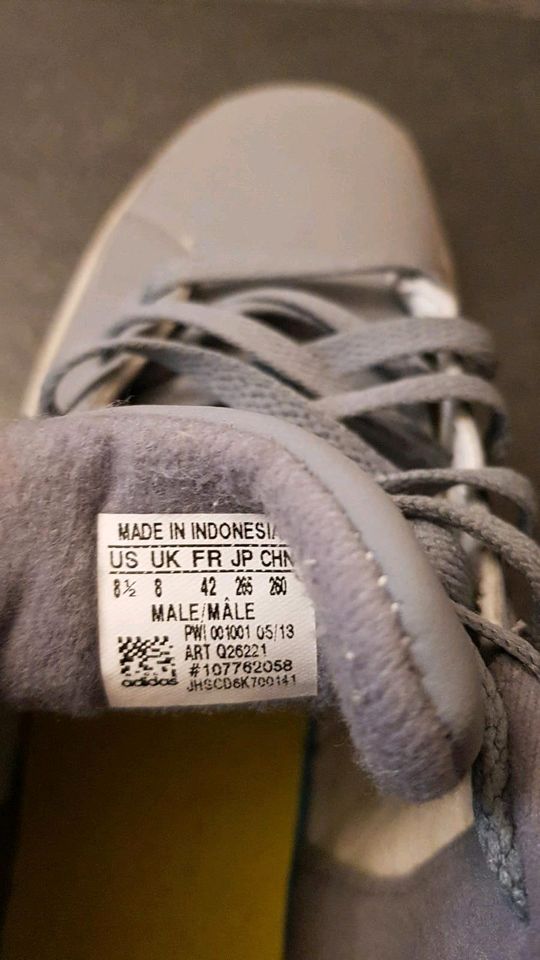 MADE IN INDONESIA
US UK FR JP CHN
8½ 8 42 265 260
MALE/MÂLE
PWI 001001 05/13
ART Q26221
#107762058
adidas JHSCD6K700141